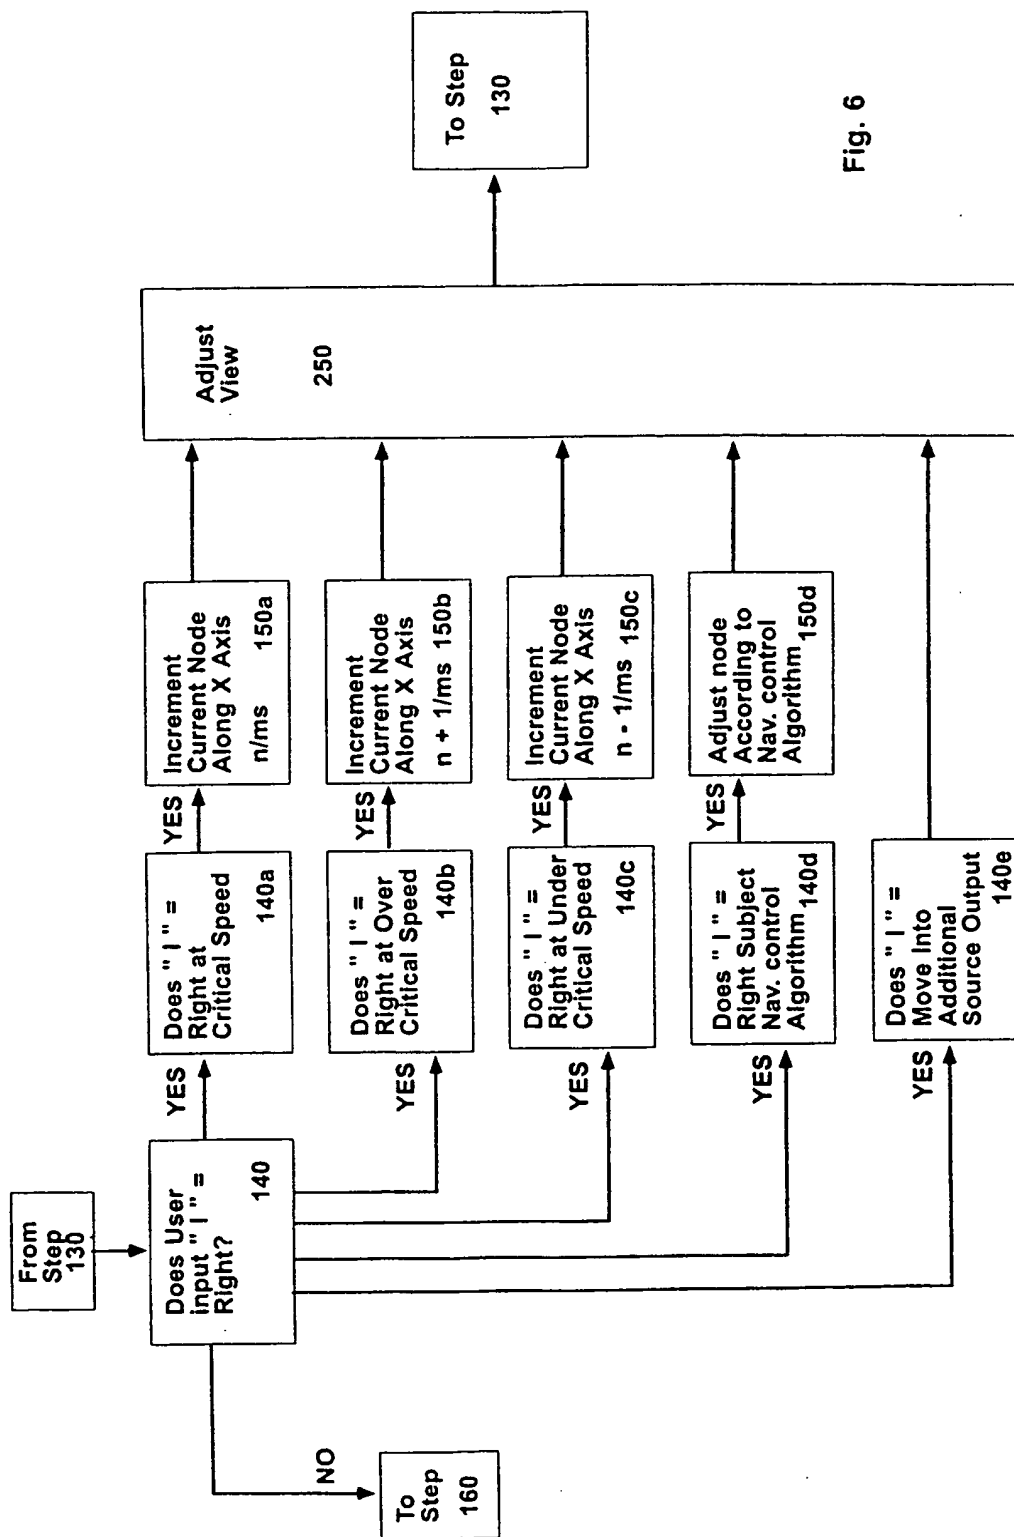 From
Step
130
Does User
input " I " =
Right?
140
NO
To
Step
160
YES
Does " I " =
Right at
Critical Speed
140a
YES
Increment
Current Node
Along X Axis
n/ms 150a
YES
Does " I " =
Right at Over
Critical Speed
140b
YES
Increment
Current Node
Along X Axis
n + 1/ms 150b
YES
Does " I " =
Right at Under
Critical Speed
140c
YES
Increment
Current Node
Along X Axis
n - 1/ms 150c
YES
Does " I " =
Right Subject
Nav. control
Algorithm
140d
YES
Adjust node
According to
Nav. control
Algorithm
150d
YES
Does " I " =
Move Into
Additional
Source Output
140e
Adjust
View
250
To Step
130
Fig. 6